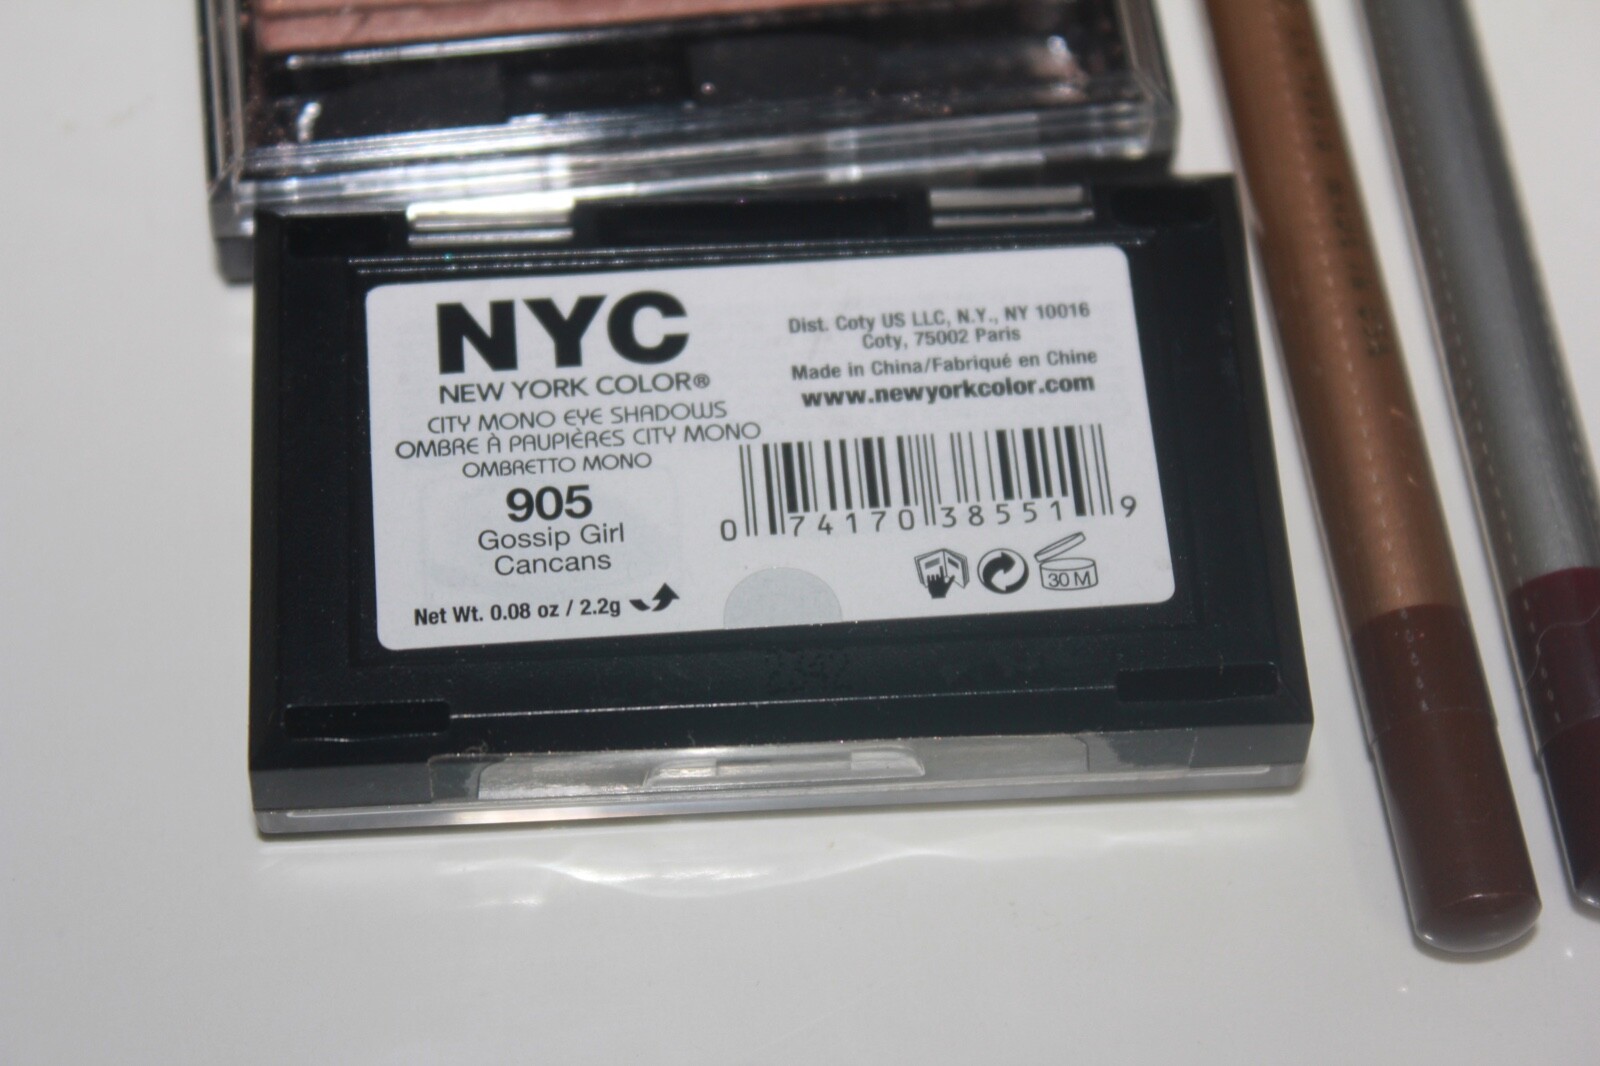 NYC
NEW YORK COLOR®
CITY MONO EYE SHADOWS
OMBRE À PAUPIÈRES CITY MONO
OMBRETTO MONO
905
Gossip Girl
Cancans
Net Wt. 0.08 oz / 2.2g
Dist. Coty US LLC, N.Y., NY 10016
Coty, 75002 Paris
Made in China/Fabriqué en Chine
www.newyorkcolor.com
0 74170 38551 9
30 M